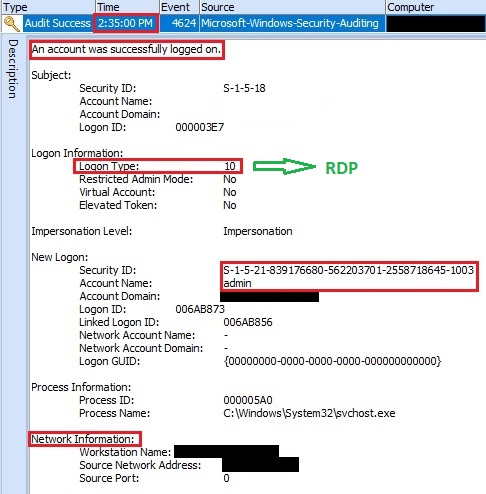 Type Time Event Source Computer
Audit Success 2:35:00 PM 4624 Microsoft-Windows-Security-Auditing
Description
An account was successfully logged on.
Subject:
Security ID: S-1-5-18
Account Name:
Account Domain:
Logon ID: 000003E7
Logon Information:
Logon Type: 10 RDP
Restricted Admin Mode: No
Virtual Account: No
Elevated Token: No
Impersonation Level: Impersonation
New Logon:
Security ID: S-1-5-21-839176680-562203701-2558718645-1003
Account Name: admin
Account Domain:
Logon ID: 006AB873
Linked Logon ID: 006AB856
Network Account Name: -
Network Account Domain: -
Logon GUID: {00000000-0000-0000-0000-000000000000}
Process Information:
Process ID: 000005A0
Process Name: C:\Windows\System32\svchost.exe
Network Information:
Workstation Name:
Source Network Address:
Source Port: 0